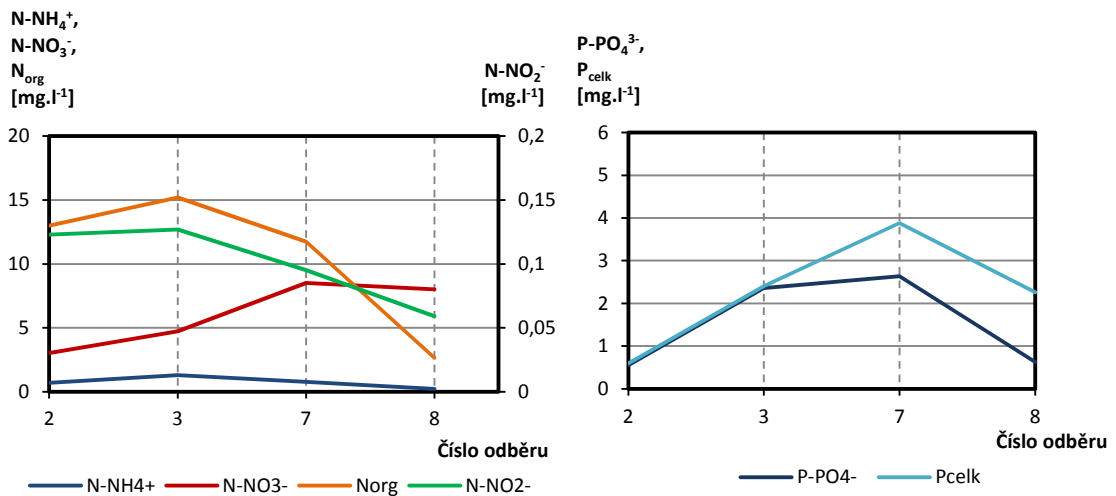 N-NH₄⁺,
N-NO₃⁻,
N_org
[mg.l⁻¹]
N-NO₂⁻
[mg.l⁻¹]
20
15
10
5
0
0,2
0,15
0,1
0,05
0
2 3 7 8
Číslo odběru
N-NH4+ N-NO3- Norg N-NO2-
P-PO₄³⁻,
P_celk
[mg.l⁻¹]
6
5
4
3
2
1
0
2 3 7 8
Číslo odběru
P-PO4- Pcelk